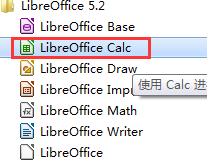 LibreOffice 5.2
LibreOffice Base
LibreOffice Calc
LibreOffice Draw
LibreOffice Imp
使用 Calc 进
LibreOffice Math
LibreOffice Writer
LibreOffice